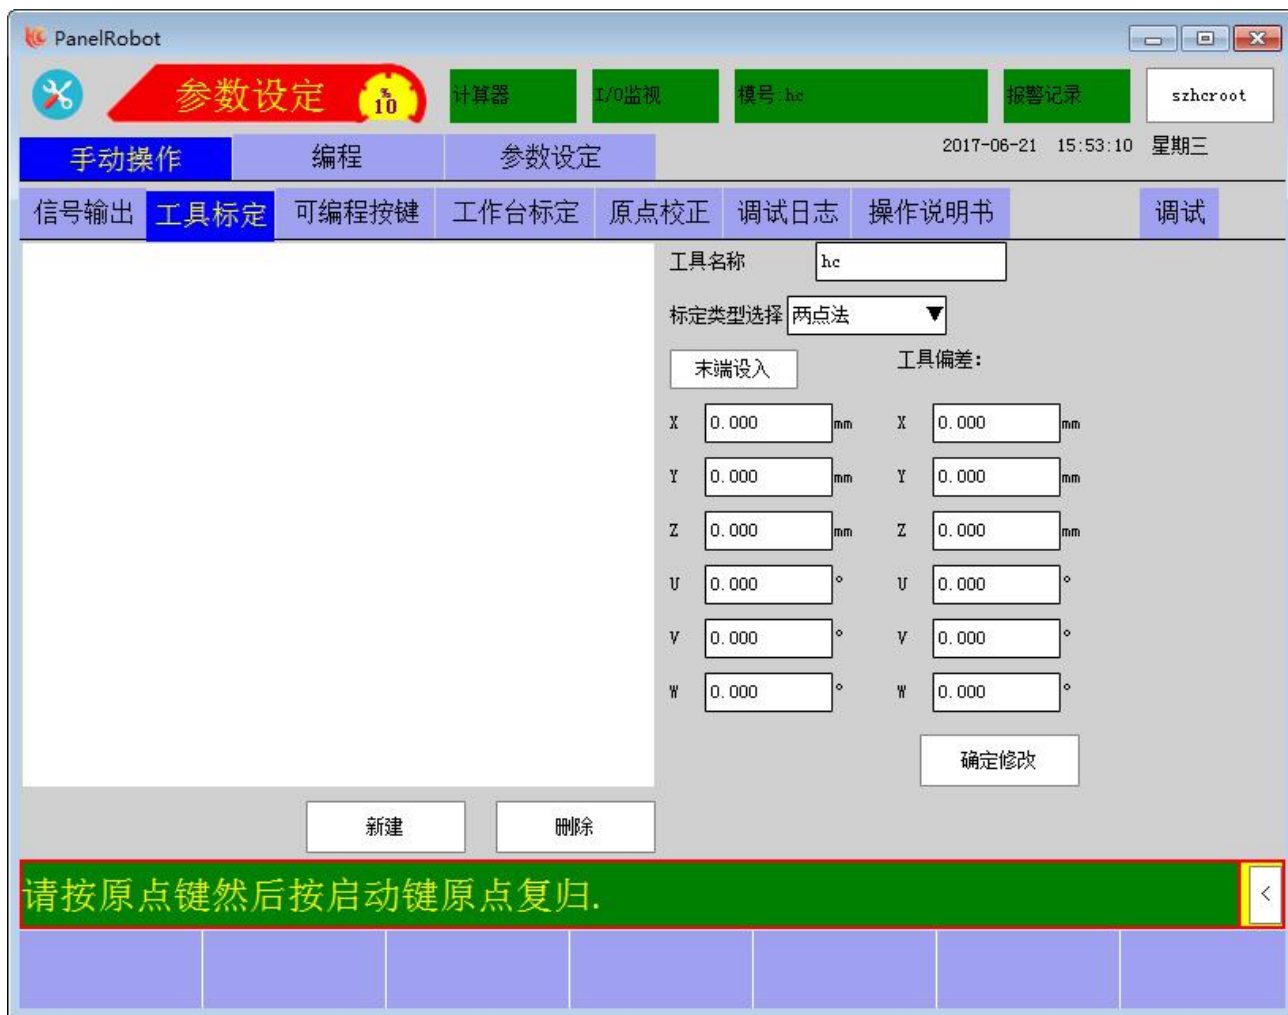 PanelRobot
参数设定 % 10 计算器 I/O监视 模号:hc 报警记录 szhcroot
手动操作 编程 参数设定 2017-06-21 15:53:10 星期三
信号输出 工具标定 可编程按键 工作台标定 原点校正 调试日志 操作说明书 调试
工具名称 hc
标定类型选择 两点法
末端设入 工具偏差:
X 0.000 mm X 0.000 mm
Y 0.000 mm Y 0.000 mm
Z 0.000 mm Z 0.000 mm
U 0.000 ° U 0.000 °
V 0.000 ° V 0.000 °
W 0.000 ° W 0.000 °
确定修改
新建 删除
请按原点键然后按启动键原点复归. <